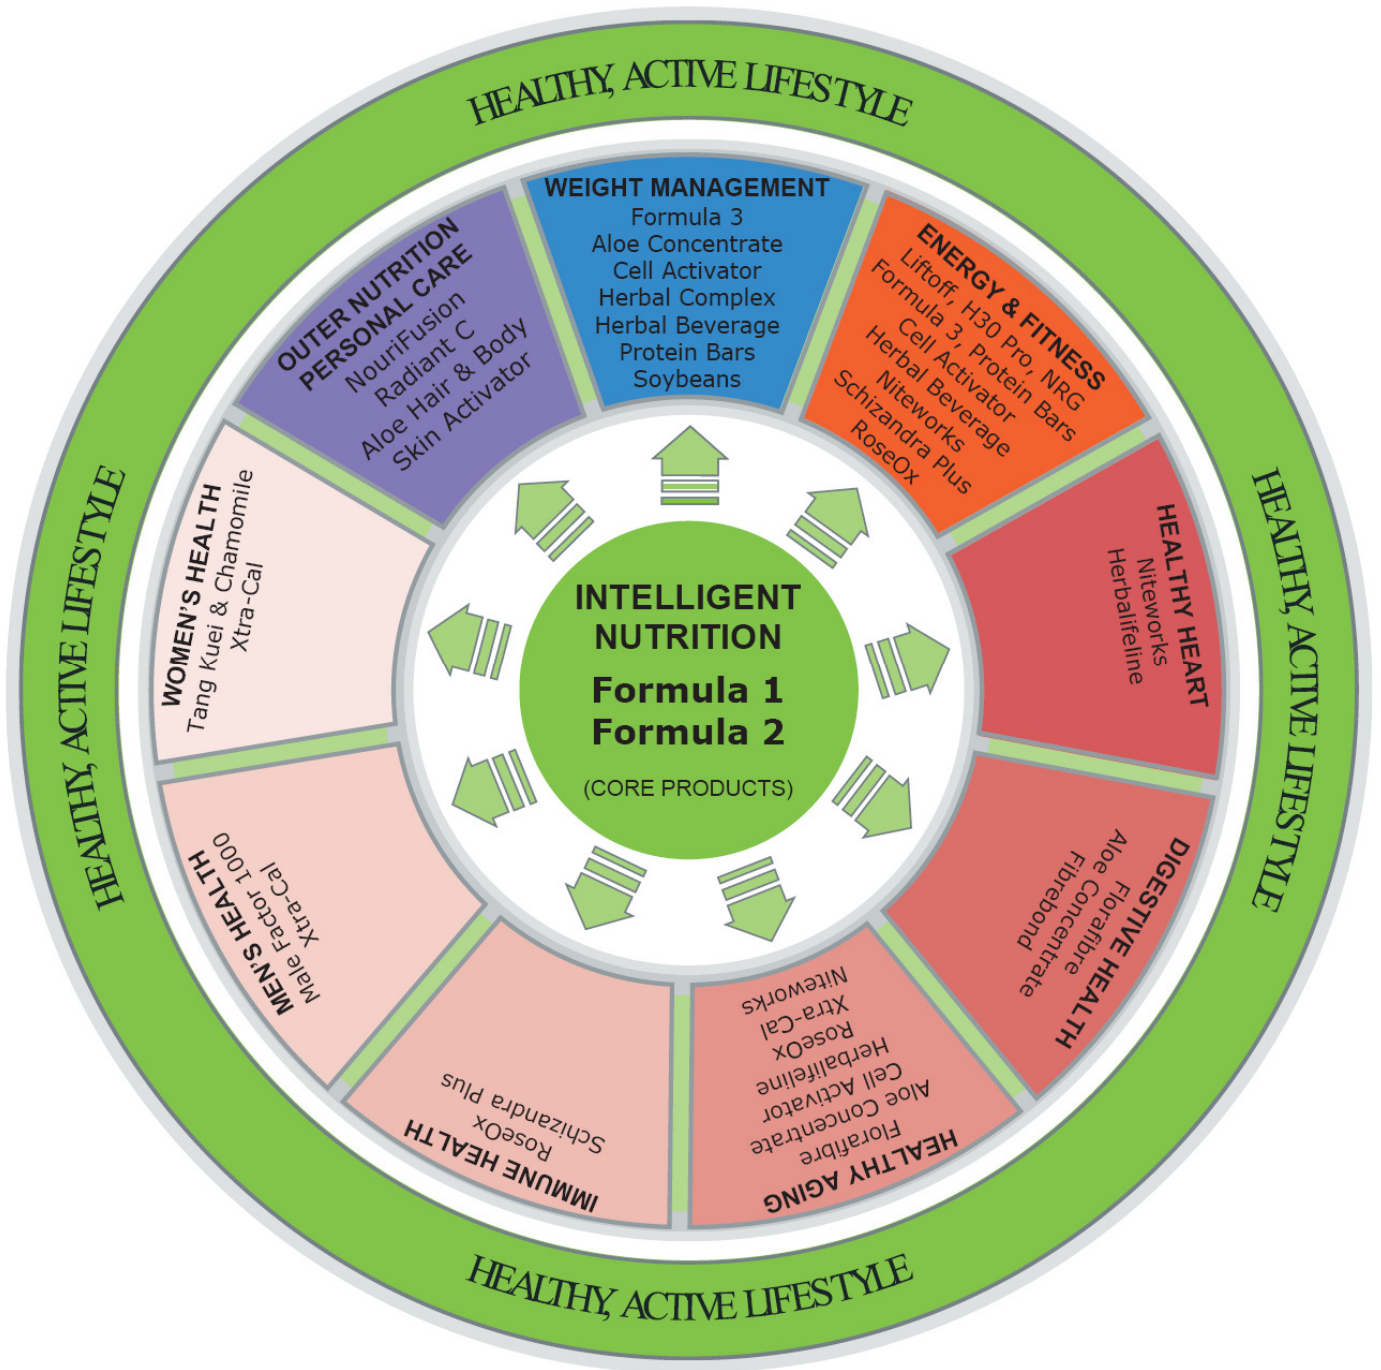 HEALTHY, ACTIVE LIFESTYLE
WEIGHT MANAGEMENT
Formula 3
Aloe Concentrate
Cell Activator
Herbal Complex
Herbal Beverage
Protein Bars
Soybeans
ENERGY & FITNESS
Liftoff, H30 Pro, NRG
Formula 3, Protein Bars
Cell Activator
Herbal Beverage
Niteworks
Schizandra Plus
RoseOx
HEALTHY HEART
Niteworks
Herbalifeline
DIGESTIVE HEALTH
Florafibre
Aloe Concentrate
Fibrebond
HEALTHY AGING
Florafibre
Aloe Concentrate
Cell Activator
Herbalifeline
RoseOx
Xtra-Cal
Niteworks
IMMUNE HEALTH
RoseOx
Schizandra Plus
MEN'S HEALTH
Male Factor 1000
Xtra-Cal
WOMEN'S HEALTH
Tang Kuei & Chamomile
Xtra-Cal
OUTER NUTRITION
PERSONAL CARE
NouriFusion
Radiant C
Aloe Hair & Body
Skin Activator
INTELLIGENT
NUTRITION
Formula 1
Formula 2
(CORE PRODUCTS)
HEALTHY, ACTIVE LIFESTYLE
HEALTHY, ACTIVE LIFESTYLE
HEALTHY, ACTIVE LIFESTYLE